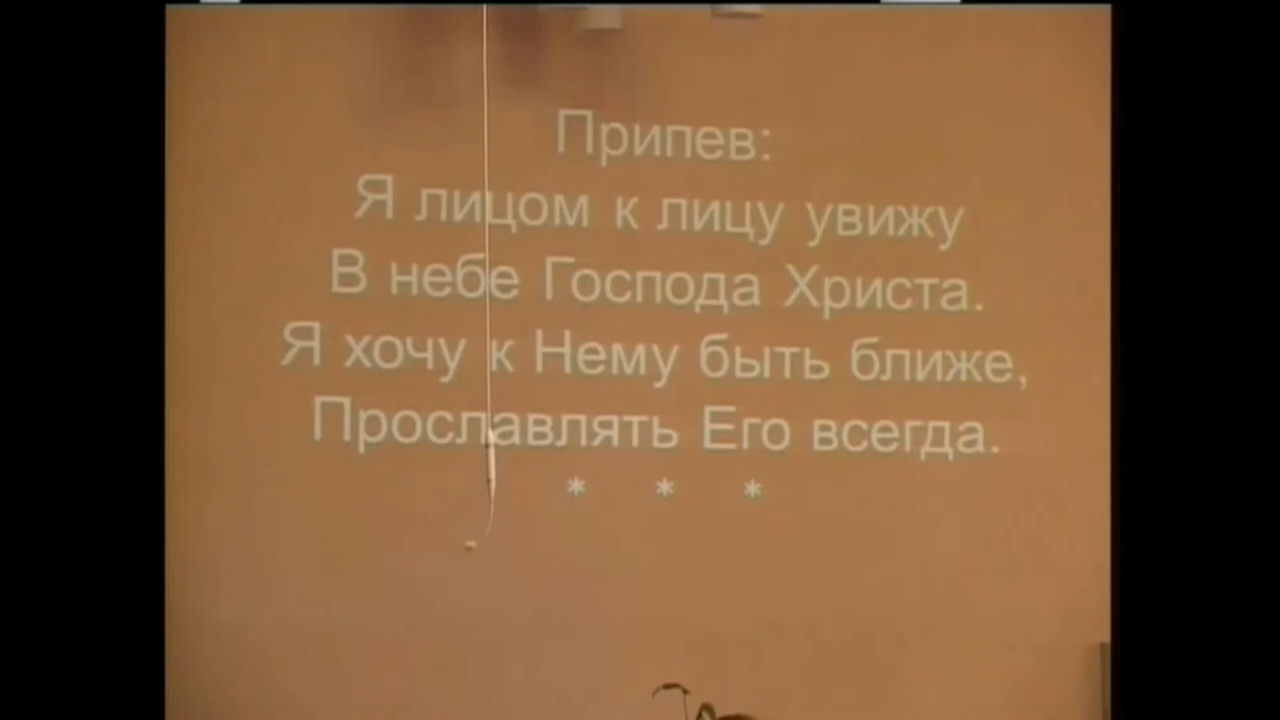 Припев:
Я лицом к лицу увижу
В небе Господа Христа.
Я хочу к Нему быть ближе,
Прославлять Его всегда.
* * *